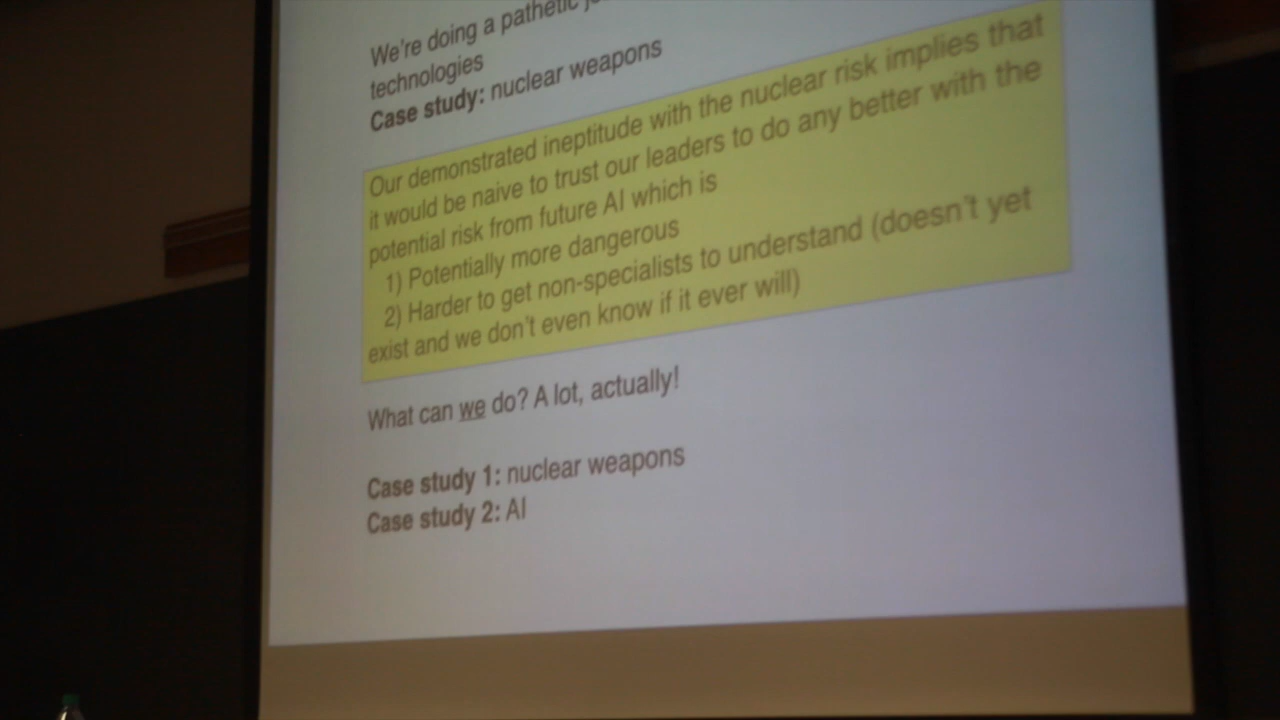 We're doing a pathetic
technologies
Case study: nuclear weapons
Our demonstrated ineptitude with the nuclear risk implies that
it would be naive to trust our leaders to do any better with the
potential risk from future AI which is
1) Potentially more dangerous
2) Harder to get non-specialists to understand (doesn't yet
exist and we don't even know if it ever will)
What can we do? A lot, actually!
Case study 1: nuclear weapons
Case study 2: AI